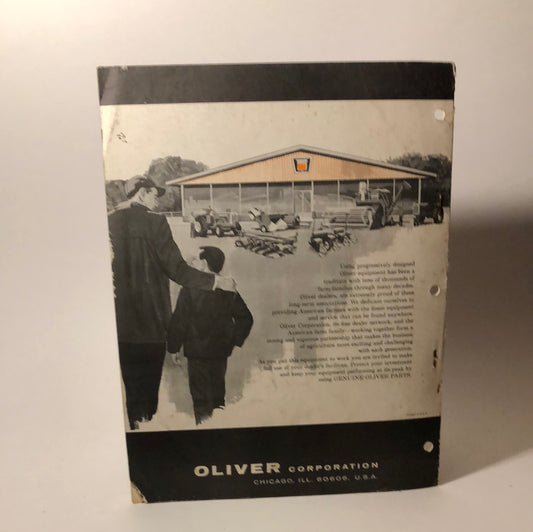 Using progressively designed
Oliver equipment has been a
tradition with tens of thousands of
farm families through many decades.
Oliver dealers, are extremely proud of these
long-term associations. We dedicate ourselves to
providing American farmers with the finest equipment
and service that can be found anywhere.
Oliver Corporation, its fine dealer network, and the
American farm family—working together form a
strong and vigorous partnership that makes the business
of agriculture more exciting and challenging
with each generation.
As you put this equipment to work you are invited to make
full use of your dealer's facilities. Protect your investment
and keep your equipment performing at its peak by
using GENUINE OLIVER PARTS.
OLIVER CORPORATION
CHICAGO, ILL. 60606, U.S.A.